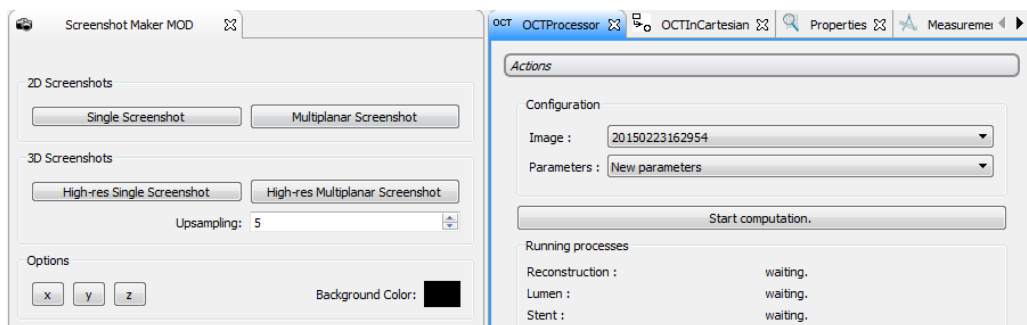 Screenshot Maker MOD
2D Screenshots
Single Screenshot Multiplanar Screenshot
3D Screenshots
High-res Single Screenshot High-res Multiplanar Screenshot
Upsampling: 5
Options
x y z Background Color:
OCT OCTProcessor OCTInCartesian Properties Measuremei
Actions
Configuration
Image : 20150223162954
Parameters : New parameters
Start computation.
Running processes
Reconstruction : waiting.
Lumen : waiting.
Stent : waiting.